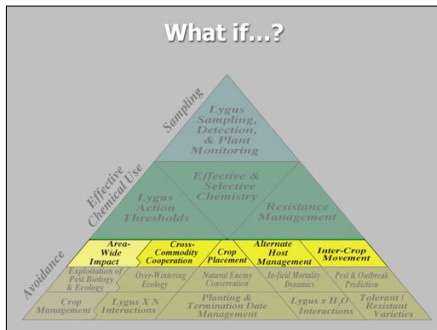 What if...?
Sampling
Lygus
Sampling,
Detection,
& Plant
Monitoring
Effective
Chemical Use
Lygus
Action
Thresholds
Effective &
Selective
Chemistry
Resistance
Management
Avoidance
Area-
Wide
Impact
Cross-
Commodity
Cooperation
Crop
Placement
Alternate
Host
Management
Inter-Crop
Movement
Exploitation of
Pest Biology
& Ecology
Over-Wintering
Ecology
Natural Enemy
Conservation
In-field Mortality
Dynamics
Pest & Outbreak
Prediction
Crop
Management
Lygus X N
Interactions
Planting &
Termination Date
Management
Lygus x H2O
Interactions
Tolerant /
Resistant
Varieties